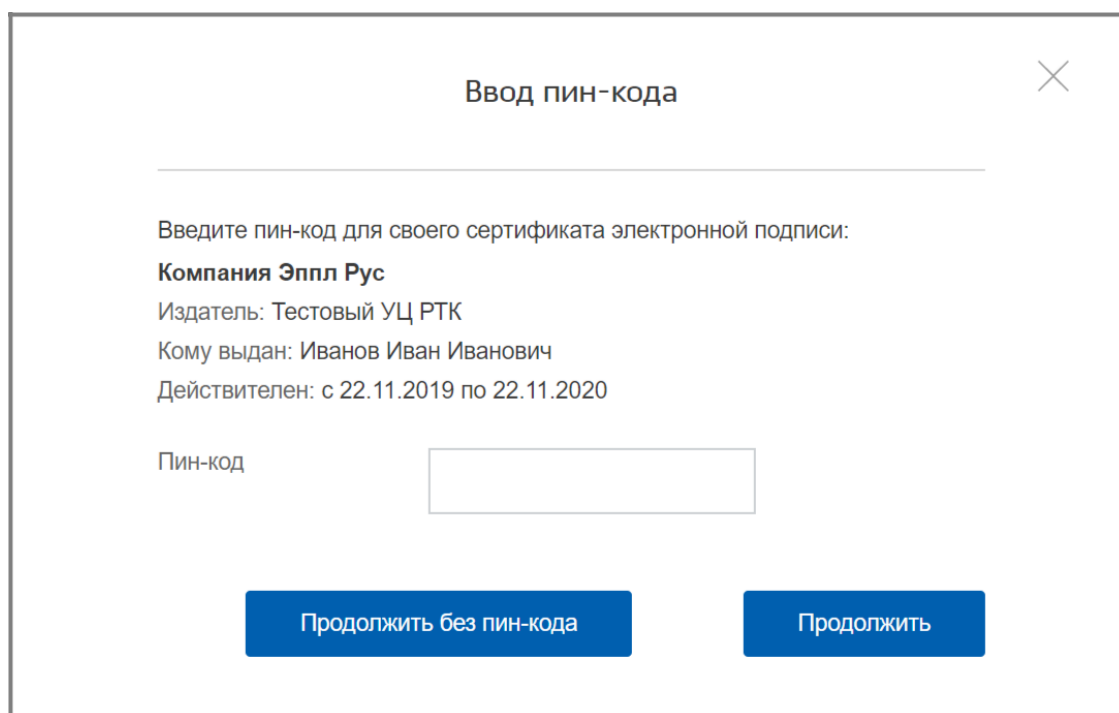 Ввод пин-кода
Введите пин-код для своего сертификата электронной подписи:
Компания Эппл Рус
Издатель: Тестовый УЦ РТК
Кому выдан: Иванов Иван Иванович
Действителен: с 22.11.2019 по 22.11.2020
Пин-код
Продолжить без пин-кода
Продолжить